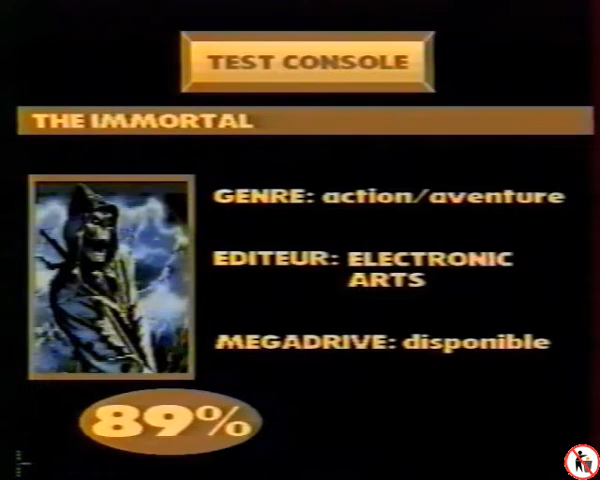 TEST CONSOLE
THE IMMORTAL
GENRE: action/aventure
EDITEUR: ELECTRONIC
ARTS
MEGADRIVE: disponible
89%